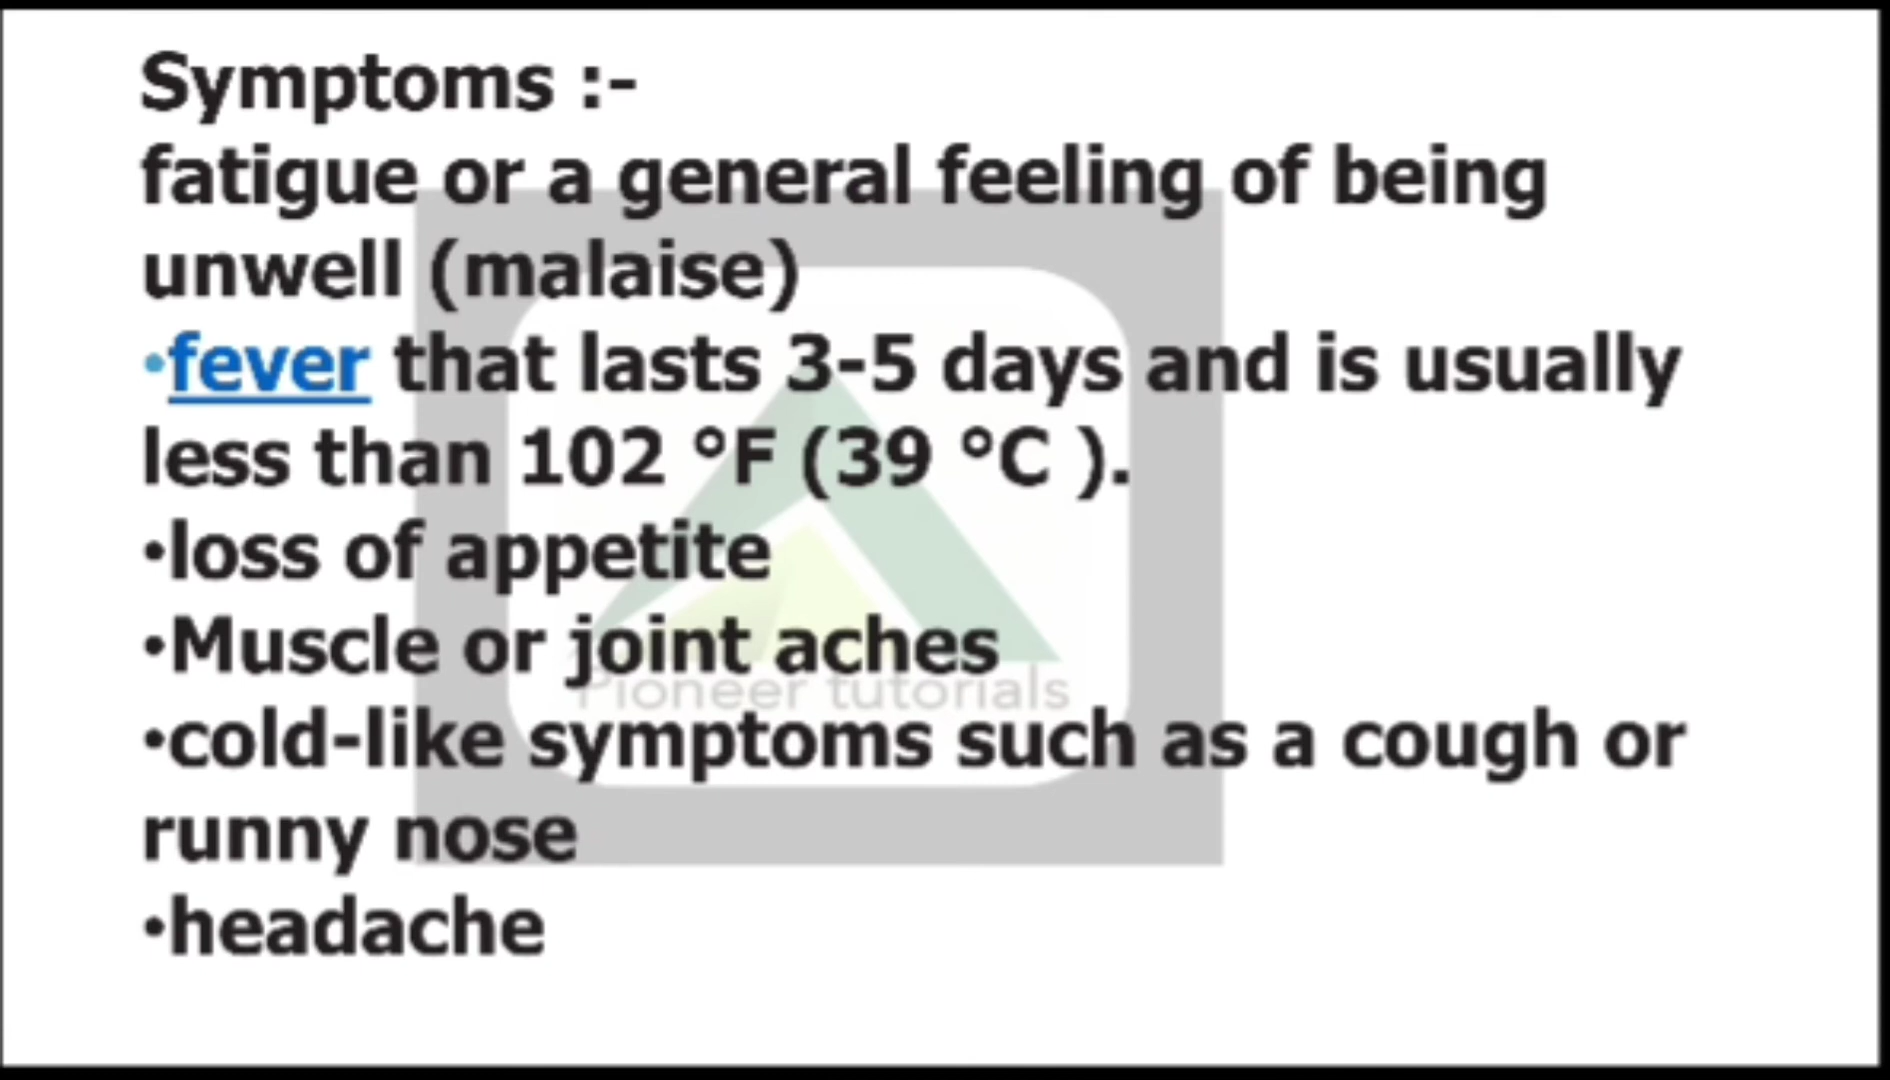 Symptoms :-
fatigue or a general feeling of being
unwell (malaise)
•fever that lasts 3-5 days and is usually
less than 102 °F (39 °C ).
•loss of appetite
•Muscle or joint aches
Pioneer tutorials
•cold-like symptoms such as a cough or
runny nose
•headache